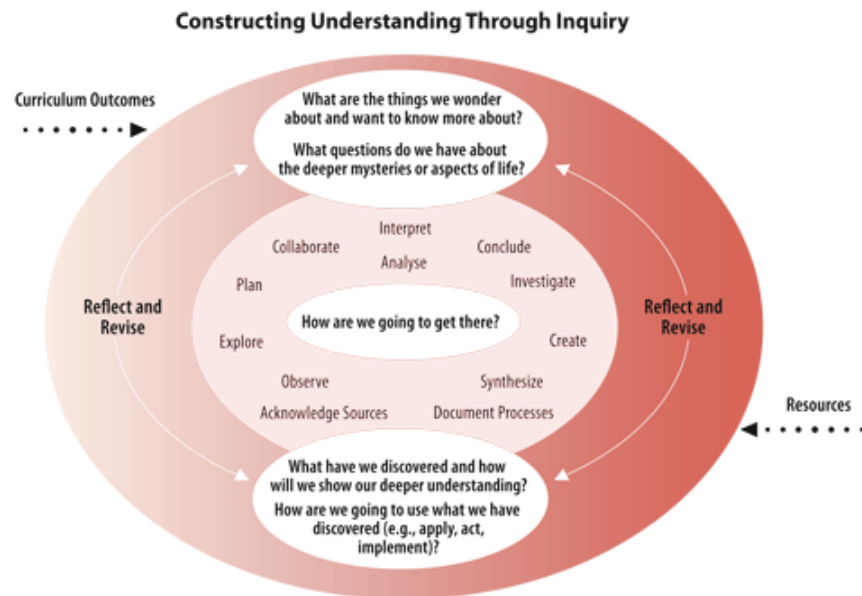 Constructing Understanding Through Inquiry
Curriculum Outcomes
What are the things we wonder
about and want to know more about?
What questions do we have about
the deeper mysteries or aspects of life?
Interpret
Collaborate
Conclude
Analyse
Plan
Investigate
Reflect and
Revise
How are we going to get there?
Reflect and
Revise
Explore
Create
Observe
Synthesize
Acknowledge Sources
Document Processes
Resources
What have we discovered and how
will we show our deeper understanding?
How are we going to use what we have
discovered (e.g., apply, act,
implement)?